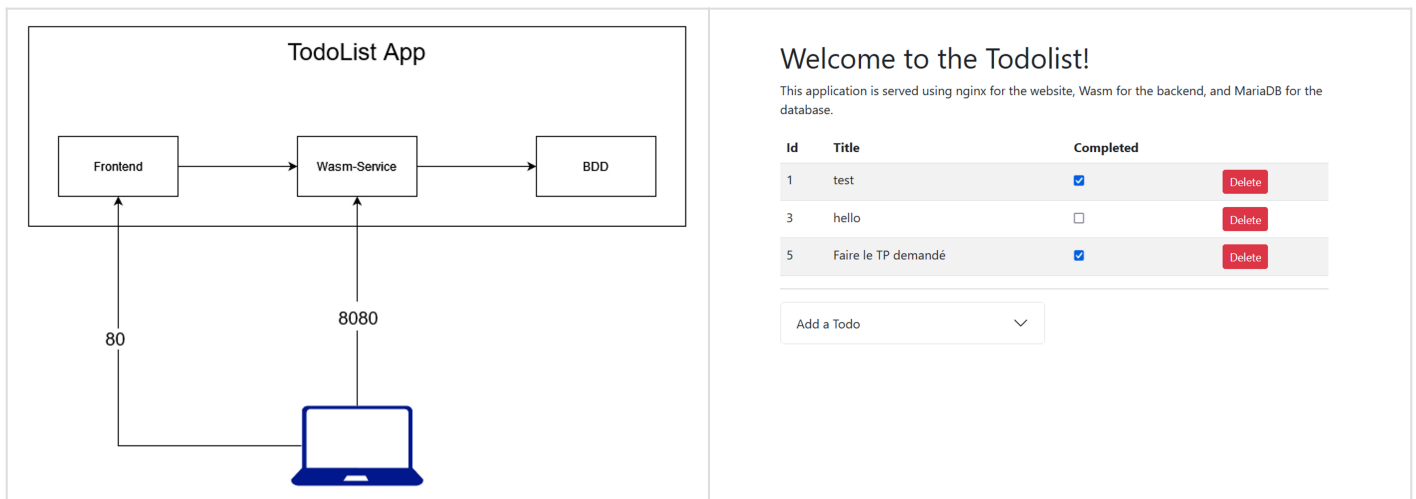 TodoList App
Frontend
Wasm-Service
BDD
8080
80
Welcome to the Todolist!
This application is served using nginx for the website, Wasm for the backend, and MariaDB for the
database.
Id Title Completed
1 test Delete
3 hello Delete
5 Faire le TP demandé Delete
Add a Todo